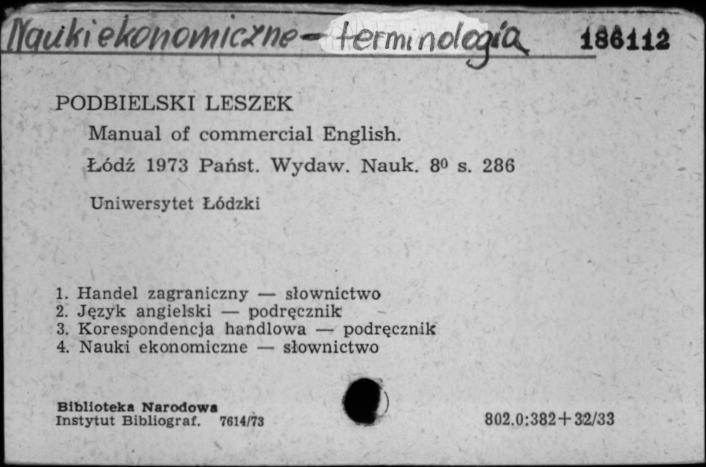 Nauki ekonomiczne - terminologia 186112
PODBIELSKI LESZEK
Manual of commercial English.
Łódź 1973 Państ. Wydaw. Nauk. 8⁰ s. 286
Uniwersytet Łódzki
1. Handel zagraniczny — słownictwo
2. Język angielski — podręcznik
3. Korespondencja handlowa — podręcznik
4. Nauki ekonomiczne — słownictwo
Biblioteka Narodowa
Instytut Bibliograf. 7614/73 802.0:382+32/33